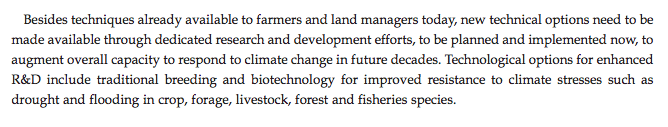 Besides techniques already available to farmers and land managers today, new technical options need to be
made available through dedicated research and development efforts, to be planned and implemented now, to
augment overall capacity to respond to climate change in future decades. Technological options for enhanced
R&D include traditional breeding and biotechnology for improved resistance to climate stresses such as
drought and flooding in crop, forage, livestock, forest and fisheries species.